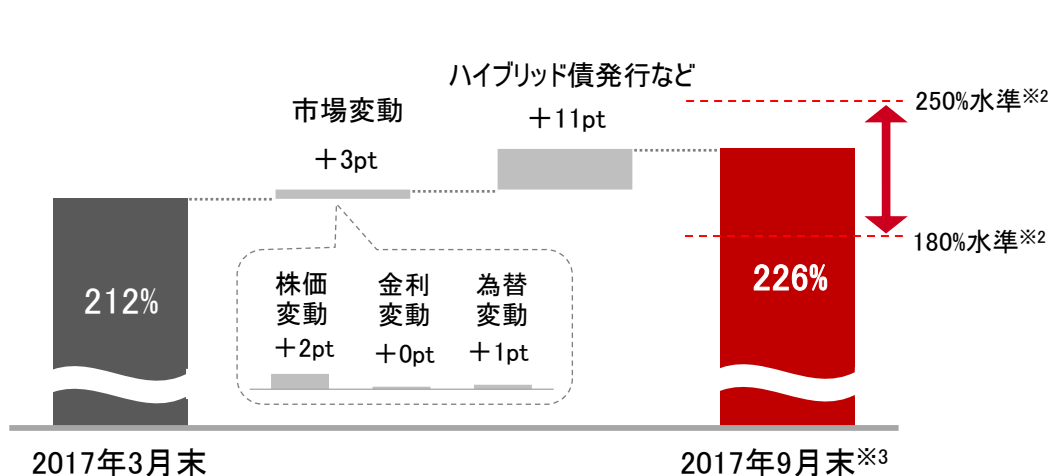 ハイブリッド債発行など
＋11pt
市場変動
＋3pt
250%水準※2
180%水準※2
212%
株価
変動
＋2pt
金利
変動
＋0pt
為替
変動
＋1pt
226%
2017年3月末
2017年9月末※3